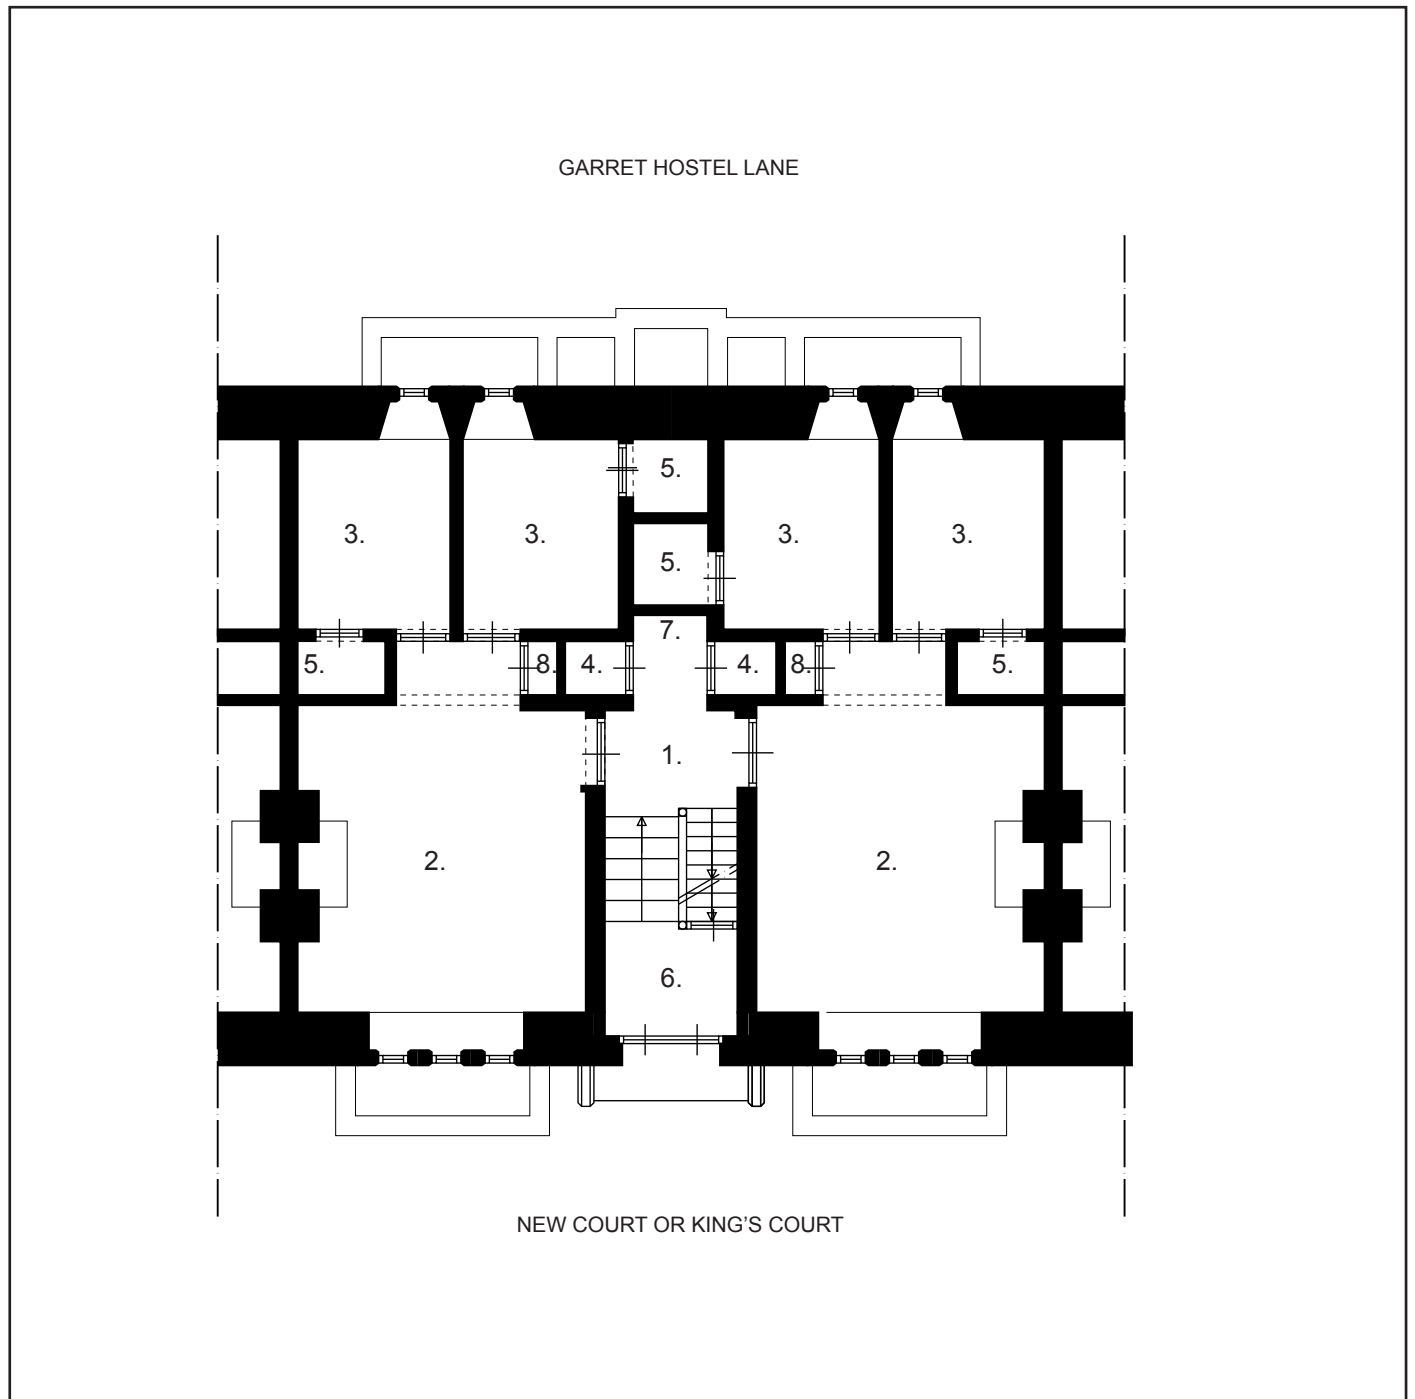 GARRET HOSTEL LANE
5.
3. 3. 3. 3.
5.
7.
5. 8. 4. 4. 8. 5.
1.
2. 2.
6.
NEW COURT OR KING'S COURT